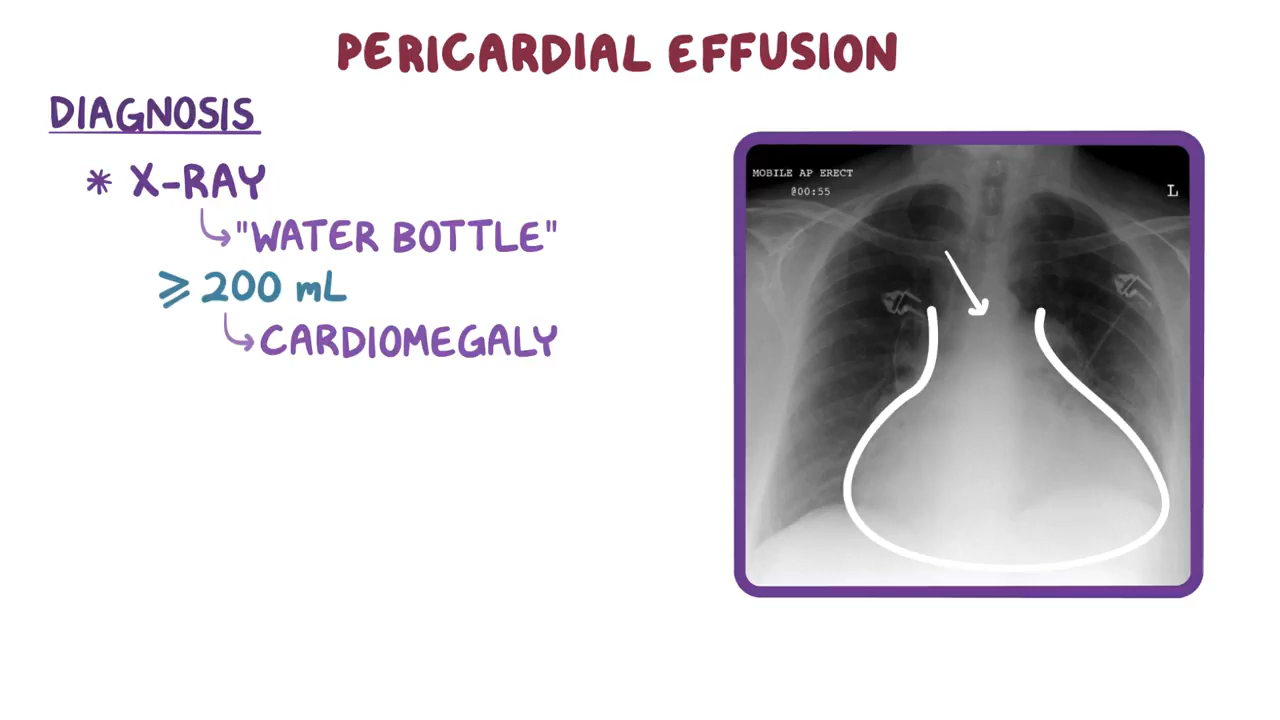 PERICARDIAL EFFUSION
DIAGNOSIS
* X-RAY
"WATER BOTTLE"
≥ 200 mL
CARDIOMEGALY
MOBILE AP ERECT
@00:55
L